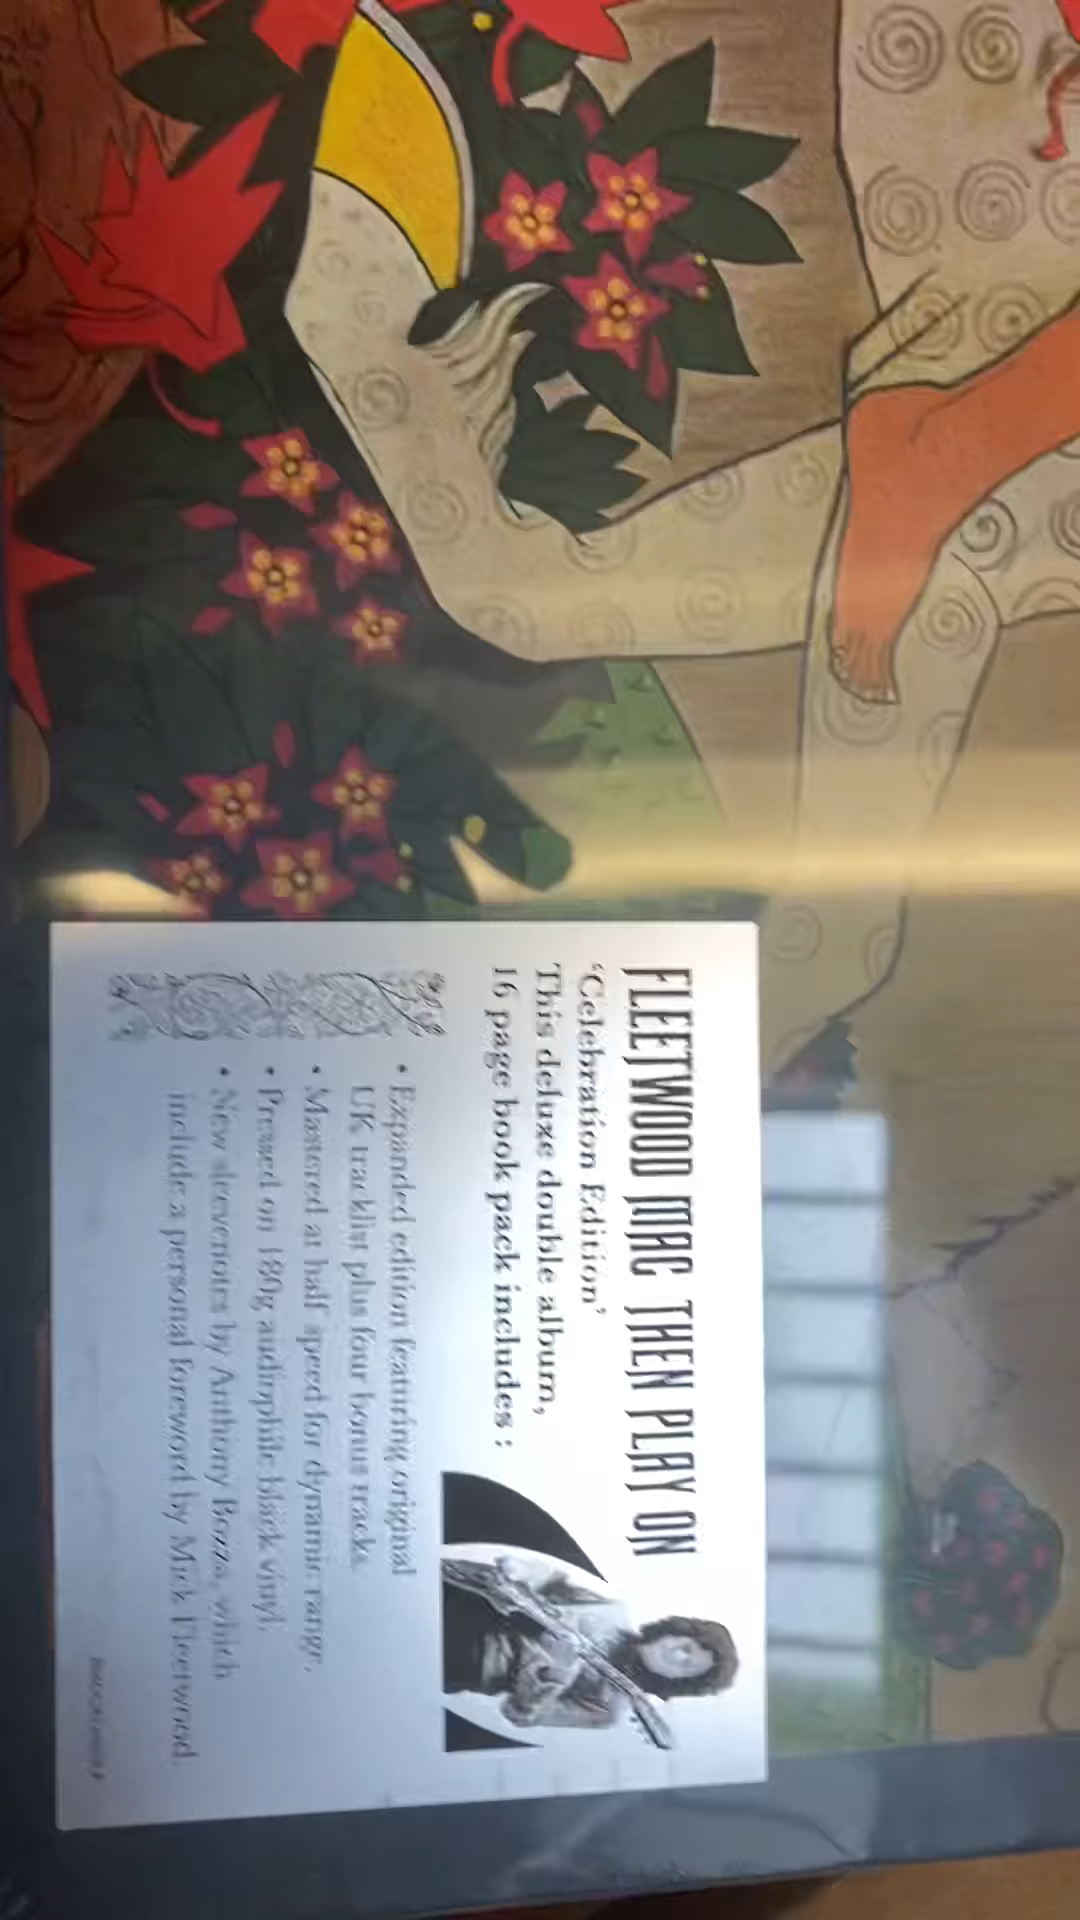 FLEETWOOD MAC THEN PLAY ON
‘Celebration Edition’
This deluxe double album,
16 page book pack includes :
• Expanded edition featuring original
UK tracklist plus four bonus tracks.
• Mastered at half speed for dynamic range.
• Pressed on 180g audiophile black vinyl.
• New sleevenotes by Anthony Bozza, which
include a personal foreword by Mick Fleetwood.